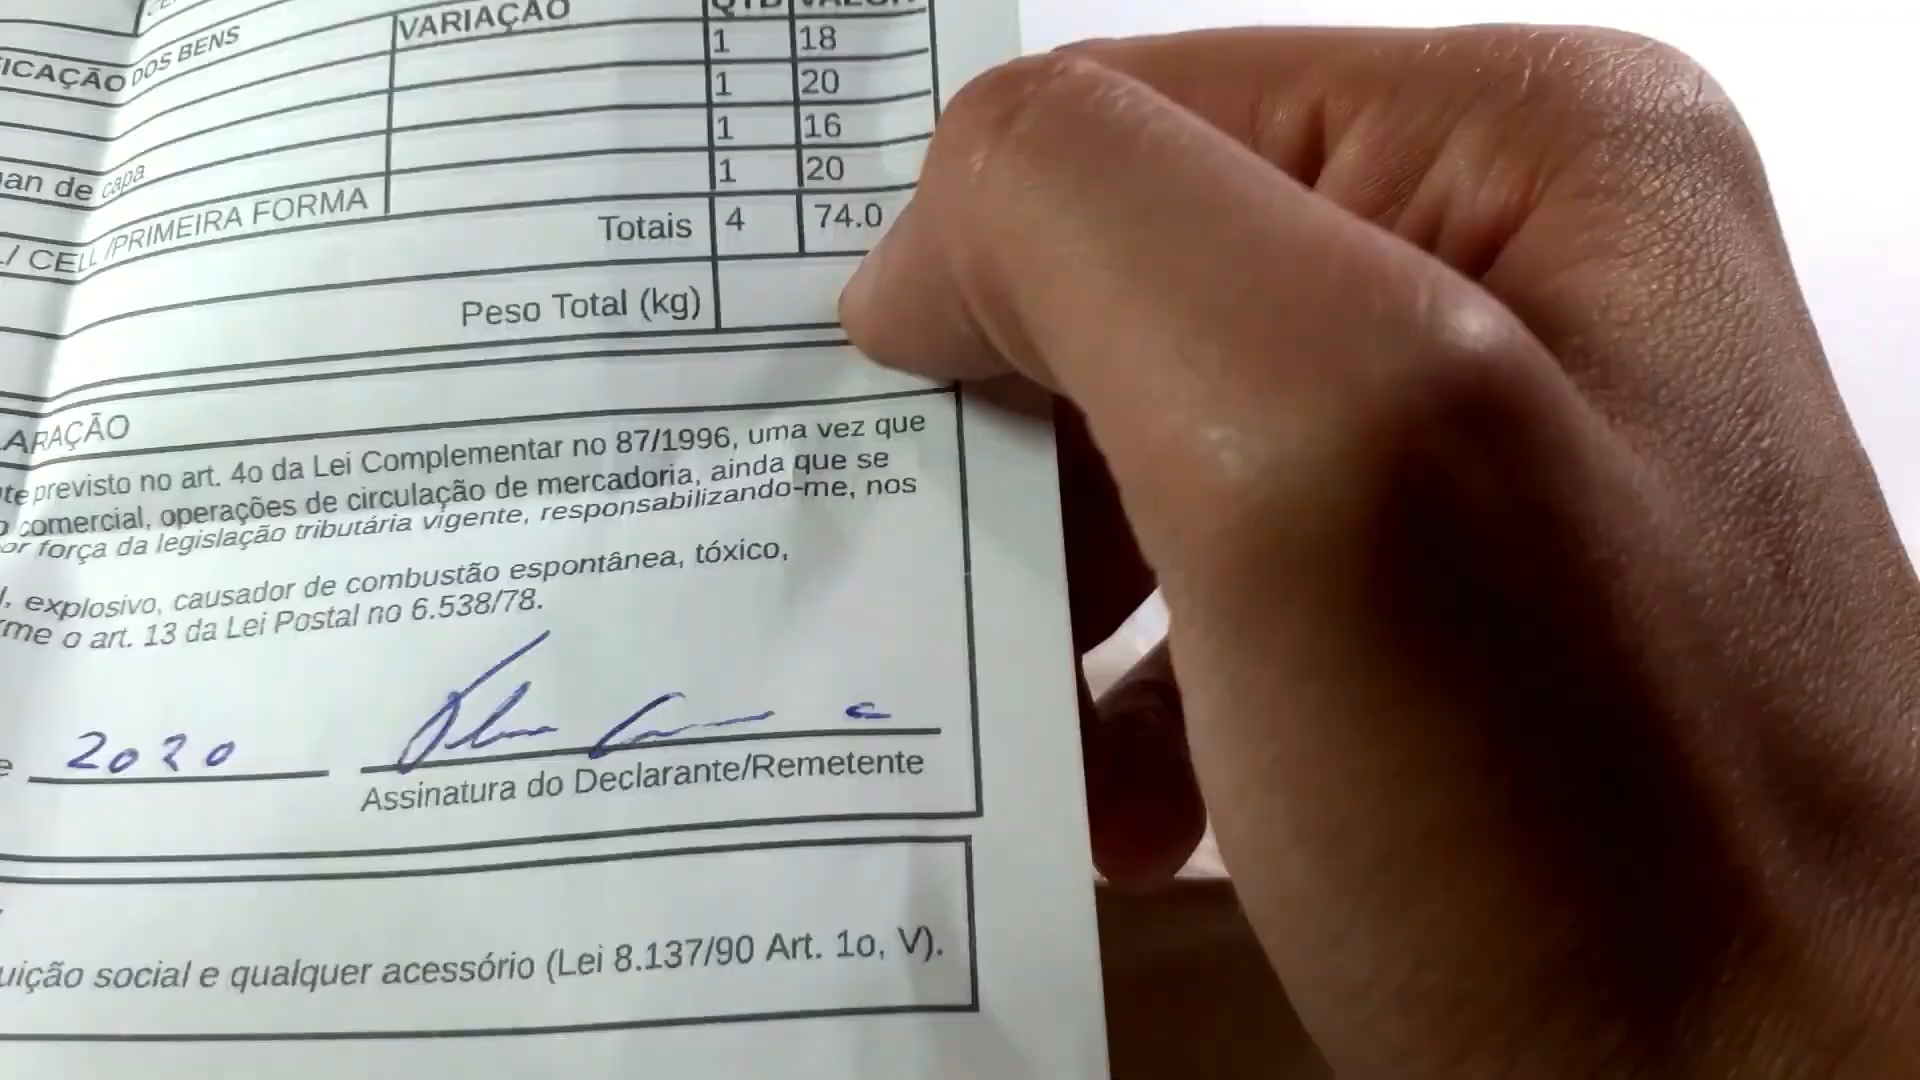 ICAÇÃO DOS BENS VARIAÇÃO QTD VALOR
1 18
1 20
1 16
an de capa 1 20
/ CELL /PRIMEIRA FORMA Totais 4 74.0
Peso Total (kg)
ARAÇÃO
te previsto no art. 4o da Lei Complementar no 87/1996, uma vez que
o comercial, operações de circulação de mercadoria, ainda que se
or força da legislação tributária vigente, responsabilizando-me, nos
l, explosivo, causador de combustão espontânea, tóxico,
rme o art. 13 da Lei Postal no 6.538/78.
e 2020
Assinatura do Declarante/Remetente
uição social e qualquer acessório (Lei 8.137/90 Art. 1o, V).